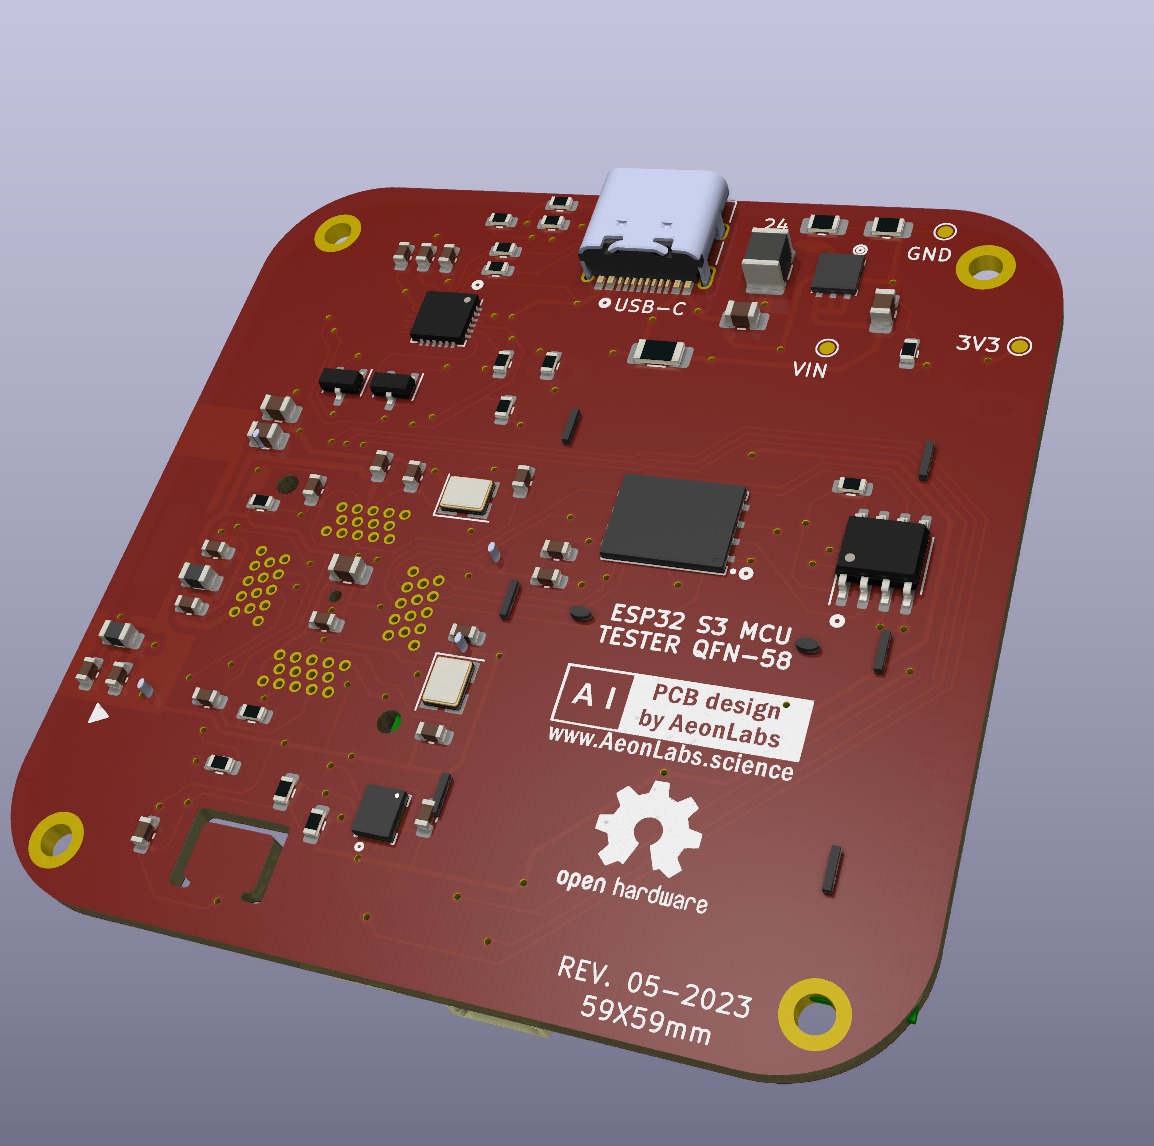 24
GND
USB-C
3V3
VIN
ESP32 S3 MCU
TESTER QFN-58
AI
PCB design
by AeonLabs
www.AeonLabs.science
open hardware
REV. 05-2023
59X59mm